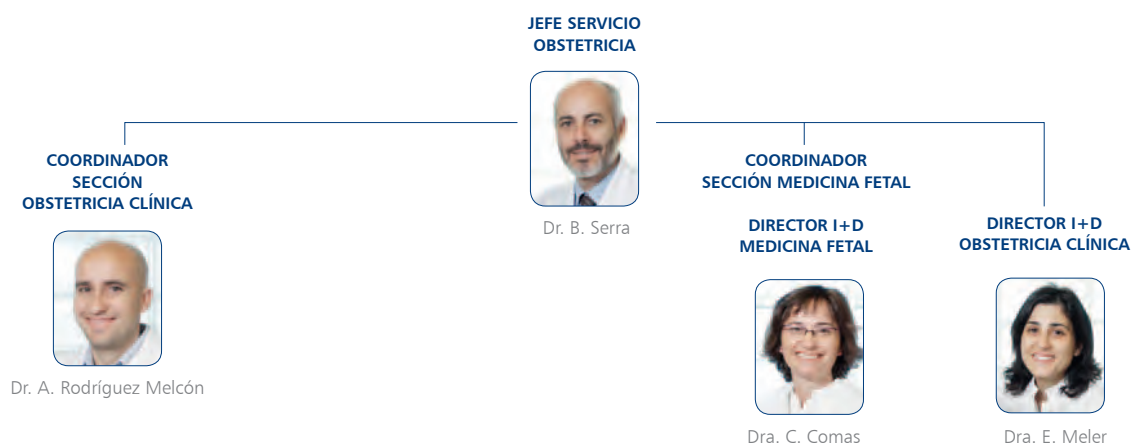 JEFE SERVICIO
OBSTETRICIA
Dr. B. Serra
COORDINADOR
SECCIÓN
OBSTETRICIA CLÍNICA
Dr. A. Rodríguez Melcón
COORDINADOR
SECCIÓN MEDICINA FETAL
DIRECTOR I+D
MEDICINA FETAL
Dra. C. Comas
DIRECTOR I+D
OBSTETRICIA CLÍNICA
Dra. E. Meler